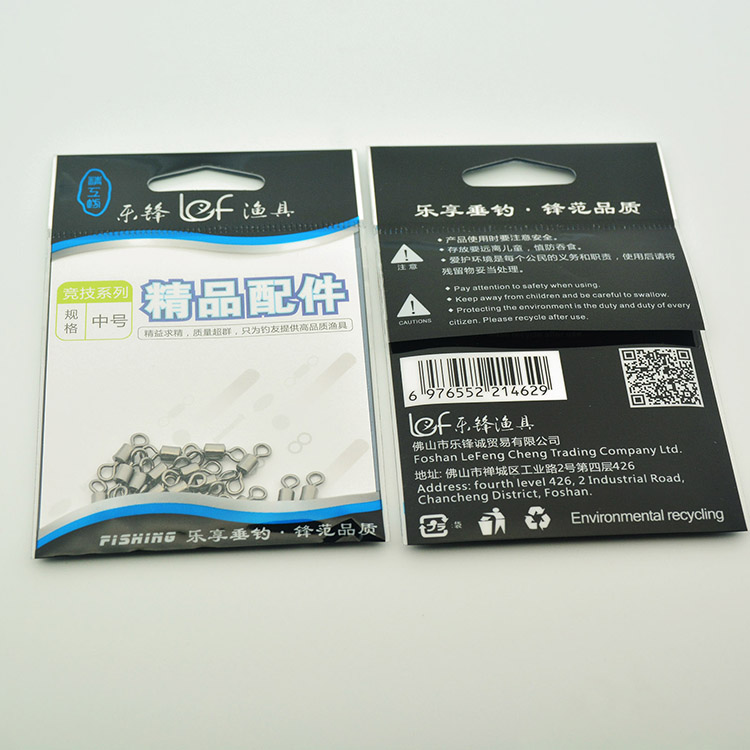 乐锋 Lef 渔具
竞技系列
规格 中号
精品配件
精益求精，质量超群，只为钓友提供高品质渔具
FiSHiNG 乐享垂钓·锋范品质
乐享垂钓·锋范品质
注意
• 产品使用时要注意安全。
• 存放要远离儿童，慎防吞食。
• 爱护环境是每个公民的义务和职责，使用后请将
残留物妥当处理。
CAUTIONS
• Pay attention to safety when using.
• Keep away from children and be careful to swallow.
• Protecting the environment is the duty and duty of every
citizen. Please recycle after use.
6 976552 214629
Lef 乐锋渔具
佛山市乐锋诚贸易有限公司
Foshan LeFeng Cheng Trading Company Ltd.
地址: 佛山市禅城区工业路2号第四层426
Address: fourth level 426, 2 Industrial Road,
Chancheng District, Foshan.
袋
Environmental recycling